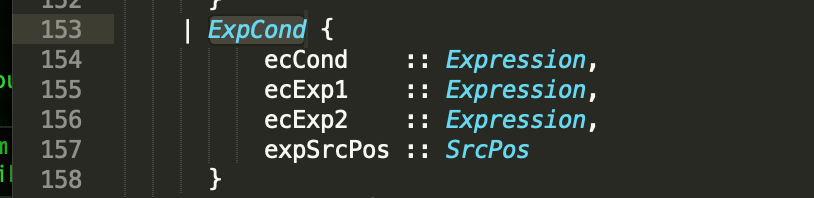 152 }
153 | ExpCond {
154 ecCond :: Expression,
155 ecExp1 :: Expression,
156 ecExp2 :: Expression,
157 expSrcPos :: SrcPos
158 }